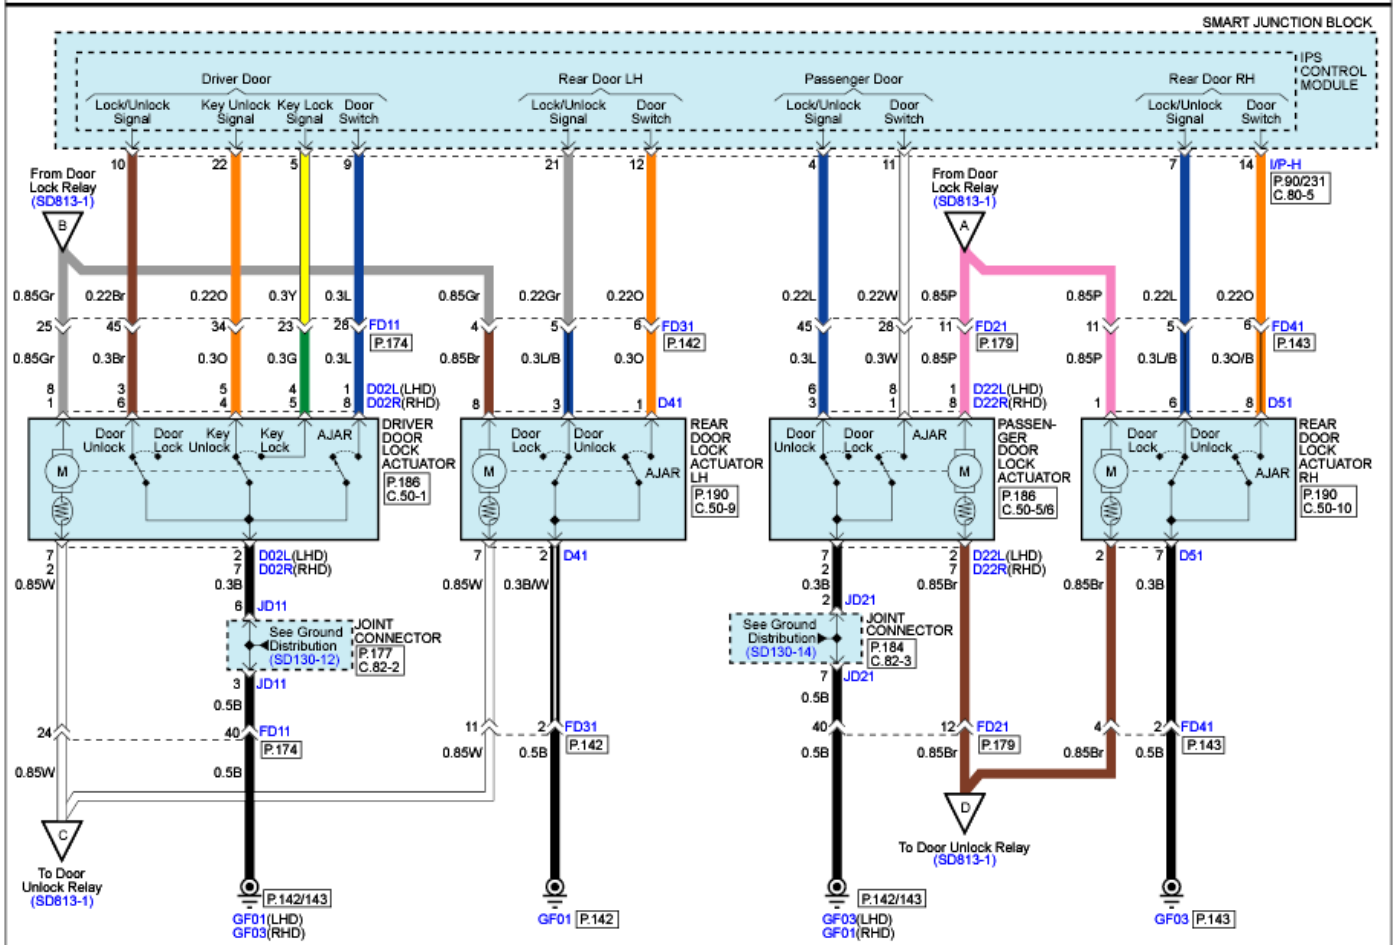 SMART JUNCTION BLOCK
IPS
CONTROL
MODULE
Driver Door
Rear Door LH
Passenger Door
Rear Door RH
Lock/Unlock
Signal
Key Unlock
Signal
Key Lock
Signal
Door
Switch
Lock/Unlock
Signal
Door
Switch
Lock/Unlock
Signal
Door
Switch
Lock/Unlock
Signal
Door
Switch
10 22 5 9 21 12 4 11 7 14 I/P-H
P.90/231
C.80-5
From Door
Lock Relay
(SD813-1)
B
From Door
Lock Relay
(SD813-1)
A
0.85Gr 0.22Br 0.22O 0.3Y 0.3L 0.85Gr 0.22Gr 0.22O 0.22L 0.22W 0.85P 0.85P 0.22L 0.22O
25 45 34 23 28 FD11 4 5 6 FD31 45 28 11 FD21 11 5 6 FD41
P.174 P.142 P.179 P.143
0.85Gr 0.3Br 0.3O 0.3G 0.3L 0.85Br 0.3L/B 0.3O 0.3L 0.3W 0.85P 0.85P 0.3L/B 0.3O/B
8 3 5 4 1 D02L(LHD) 6 8 1 D22L(LHD)
1 6 4 5 8 D02R(RHD) 8 3 1 D41 3 1 8 D22R(RHD) 1 6 8 D51
Door
Unlock
Door
Lock
Key
Unlock
Key
Lock
AJAR
M
DRIVER
DOOR
LOCK
ACTUATOR
P.186
C.50-1
Door
Lock
Door
Unlock
AJAR
M
REAR
DOOR
LOCK
ACTUATOR
LH
P.190
C.50-9
Door
Unlock
Door
Lock
AJAR
M
PASSEN-
GER
DOOR
LOCK
ACTUATOR
P.186
C.50-5/6
Door
Lock
Door
Unlock
AJAR
M
REAR
DOOR
LOCK
ACTUATOR
RH
P.190
C.50-10
7 2 D02L(LHD) 7 2 D41 7 2 D22L(LHD) 2 7 D51
2 7 D02R(RHD) 2 7 D22R(RHD)
0.85W 0.3B 0.85W 0.3B/W 0.3B 0.85Br 0.85Br 0.3B
6 JD11
See Ground
Distribution
(SD130-12)
JOINT
CONNECTOR
P.177
C.82-2
3 JD11
0.5B
2 JD21
See Ground
Distribution
(SD130-14)
JOINT
CONNECTOR
P.184
C.82-3
7 JD21
0.5B
24 40 FD11 11 2 FD31 40 12 FD21 4 2 FD41
P.174 P.142 P.179 P.143
0.85W 0.5B 0.85W 0.5B 0.5B 0.85Br 0.85Br 0.5B
C
To Door
Unlock Relay
(SD813-1)
D
To Door Unlock Relay
(SD813-1)
P.142/143
GF01(LHD)
GF03(RHD)
GF01 P.142
P.142/143
GF03(LHD)
GF01(RHD)
GF03 P.143